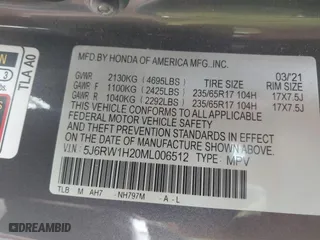 TLA A0
3
MFD. BY HONDA OF AMERICA MFG., INC.
03/'21
GVWR 2130KG (4695LBS) TIRE SIZE RIM SIZE
GAWR F 1100KG (2425LBS) 235/65R17 104H 17X7.5J
GAWR R 1040KG (2292LBS) 235/65R17 104H 17X7.5J
THIS VEHICLE CONFORMS TO ALL APPLICABLE
FEDERAL MOTOR VEHICLE SAFETY AND THEFT
PREVENTION STANDARDS IN EFFECT ON THE DATE
OF MANUFACTURE SHOWN ABOVE.
V.I.N. 5J6RW1H20ML006512 TYPE: MPV
TLB M AH7 NH797M A - L
© DREAMBID
DREAMBID.COM